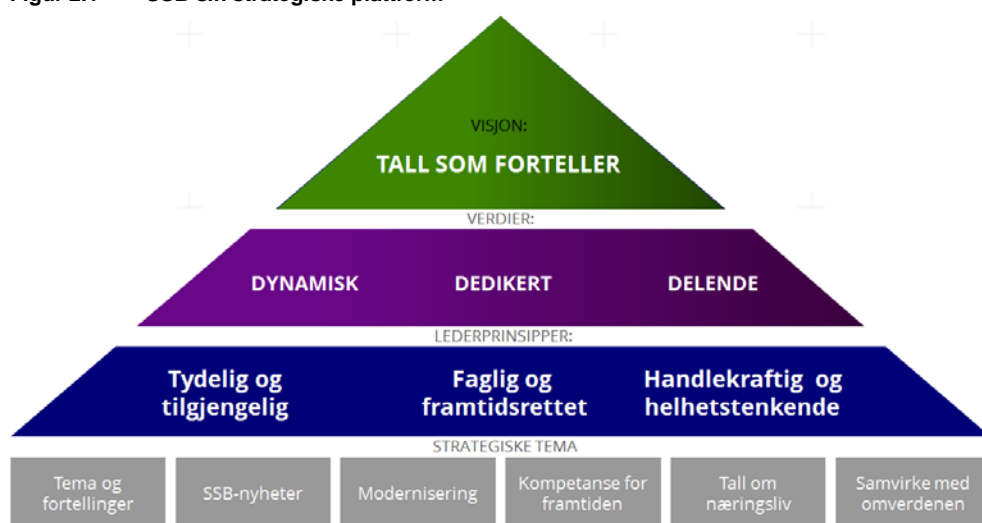 VISJON:
TALL SOM FORTELLER
VERDIER:
DYNAMISK DEDIKERT DELENDE
LEDERPRINSIPPER:
Tydelig og Faglig og Handlekraftig og
tilgjengelig framtidsrettet helhetstenkende
STRATEGISKE TEMA
Tema og
fortellinger
SSB-nyheter
Modernisering
Kompetanse for
framtiden
Tall om
næringsliv
Samvirke med
omverdenen